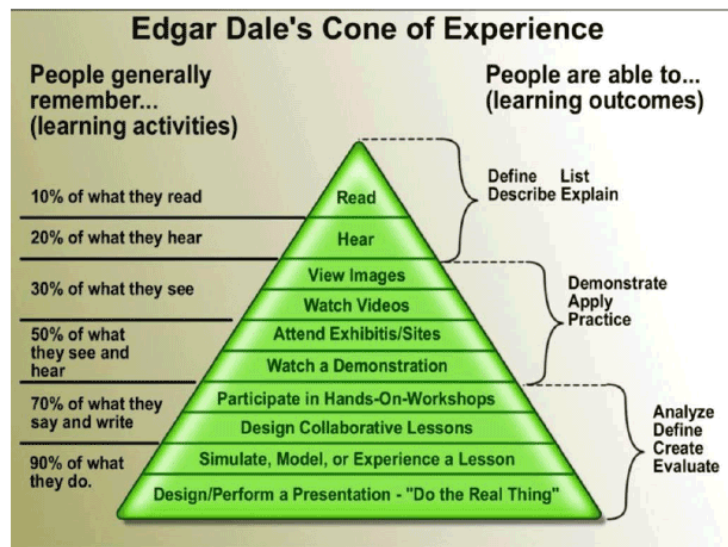 Edgar Dale's Cone of Experience
People generally
remember...
(learning activities)
People are able to...
(learning outcomes)
10% of what they read
20% of what they hear
30% of what they see
50% of what
they see and
hear
70% of what they
say and write
90% of what
they do.
Read
Hear
View Images
Watch Videos
Attend Exhibitis/Sites
Watch a Demonstration
Participate in Hands-On-Workshops
Design Collaborative Lessons
Simulate, Model, or Experience a Lesson
Design/Perform a Presentation - "Do the Real Thing"
Define List
Describe Explain
Demonstrate
Apply
Practice
Analyze
Define
Create
Evaluate